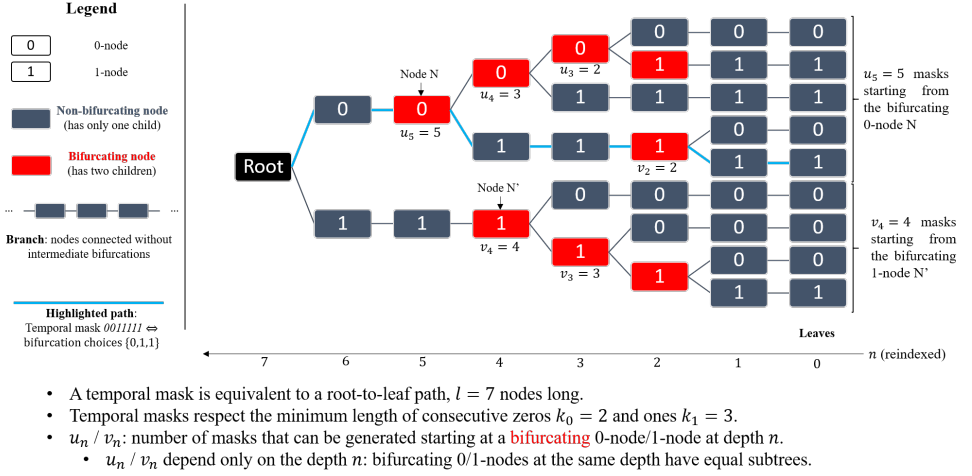 Legend
0 0-node
1 1-node
Non-bifurcating node
(has only one child)
Bifurcating node
(has two children)
... ...
Branch: nodes connected without
intermediate bifurcations
Highlighted path:
Temporal mask 0011111 ⇔
bifurcation choices {0,1,1}
0 0 0
0
Node N u₃ = 2 1 1 1
0 u₄ = 3
0 0 1 1 1 1
u₅ = 5
0 0
1 1 1
v₂ = 2 1 1
Root
Node N’ 0 0 0 0
1 1 1 0 0 0
v₄ = 4
1 0 0
v₃ = 3 1
1 1
u₅ = 5 masks
starting from
the bifurcating
0-node N
v₄ = 4 masks
starting from
the bifurcating
1-node N’
Leaves
7 6 5 4 3 2 1 0 n (reindexed)
• A temporal mask is equivalent to a root-to-leaf path, l = 7 nodes long.
• Temporal masks respect the minimum length of consecutive zeros k₀ = 2 and ones k₁ = 3.
• uₙ / vₙ: number of masks that can be generated starting at a bifurcating 0-node/1-node at depth n.
• uₙ / vₙ depend only on the depth n: bifurcating 0/1-nodes at the same depth have equal subtrees.